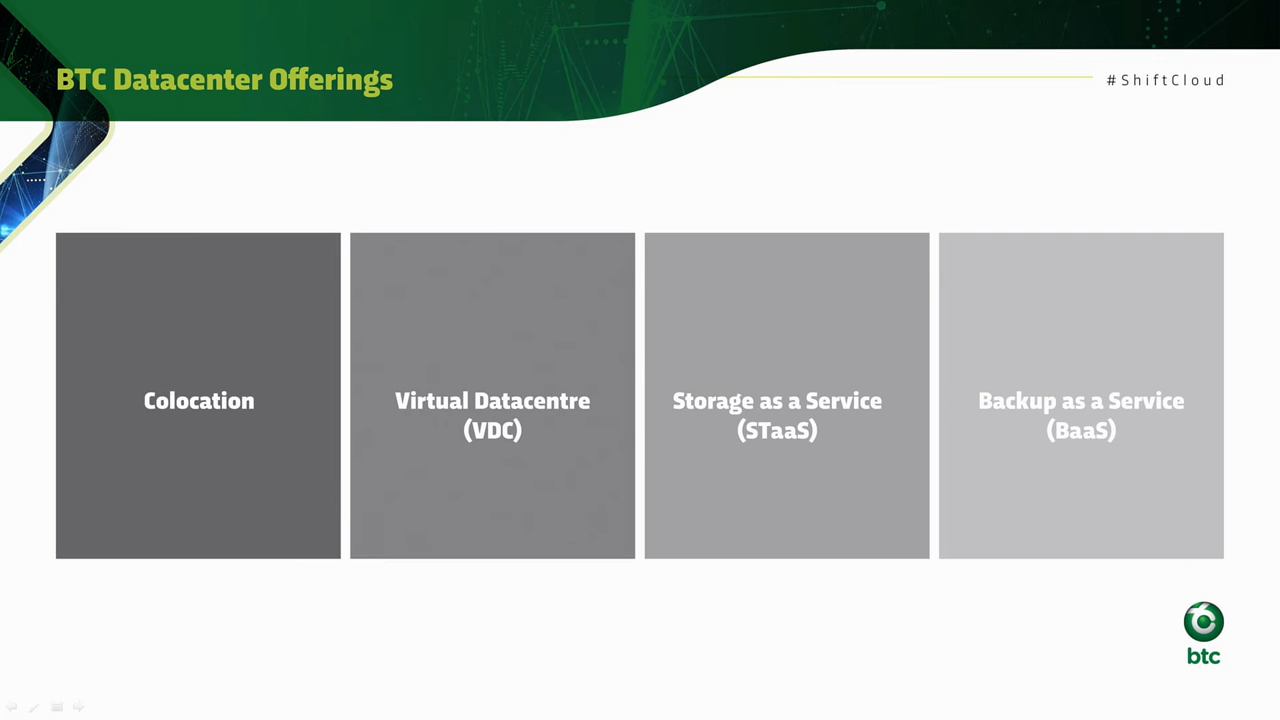 BTC Datacenter Offerings
#ShiftCloud
Colocation
Virtual Datacentre
(VDC)
Storage as a Service
(STaaS)
Backup as a Service
(BaaS)
btc